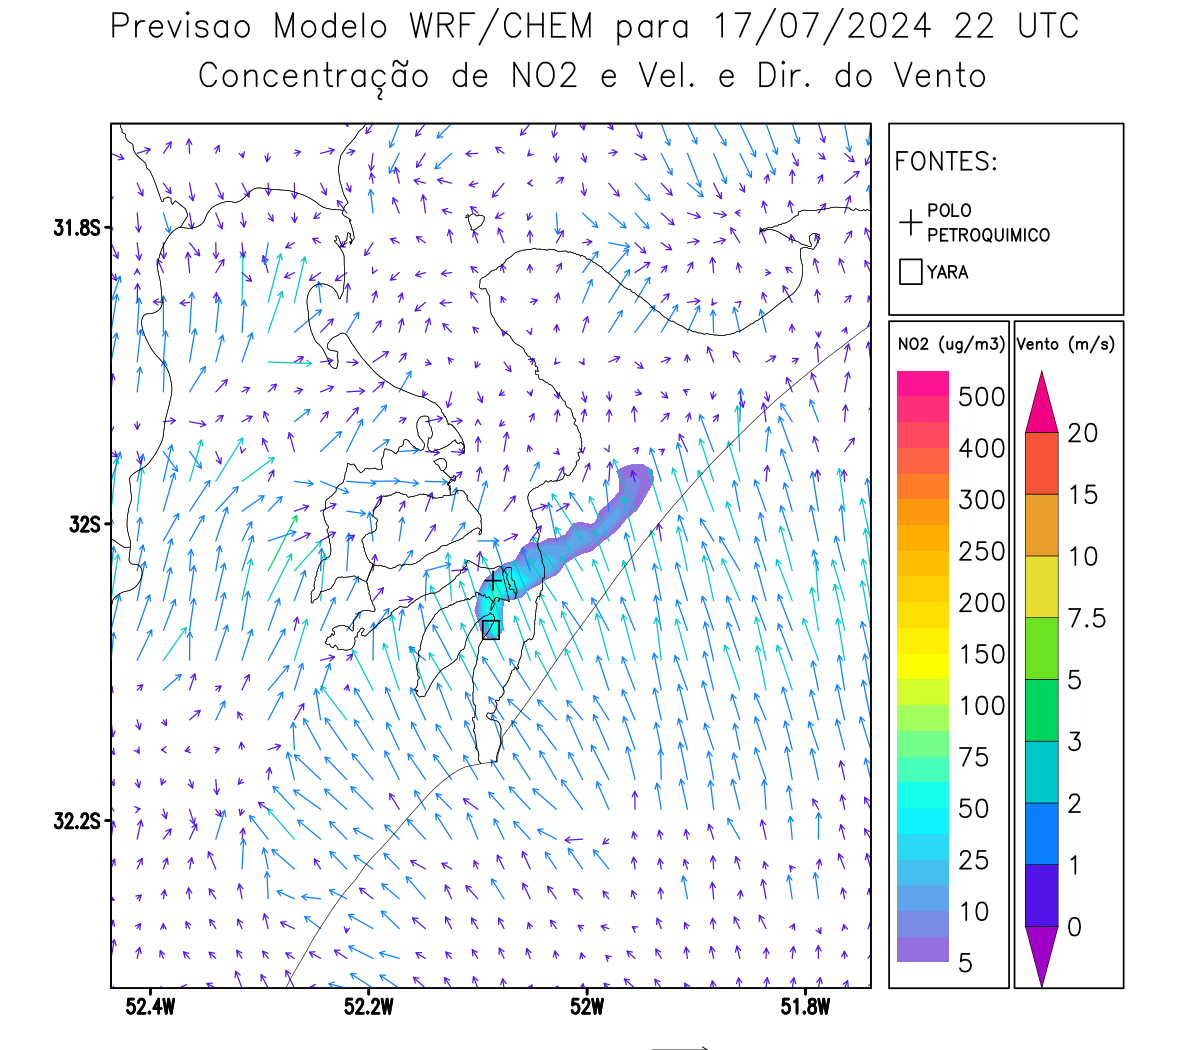 Previsao Modelo WRF/CHEM para 17/07/2024 22 UTC
Concentração de NO2 e Vel. e Dir. do Vento
FONTES:
POLO
PETROQUIMICO
YARA
31.8S
32S
32.2S
52.4W
52.2W
52W
51.8W
NO2 (ug/m3)
500
400
300
250
200
150
100
75
50
25
10
5
Vento (m/s)
20
15
10
7.5
5
3
2
1
0